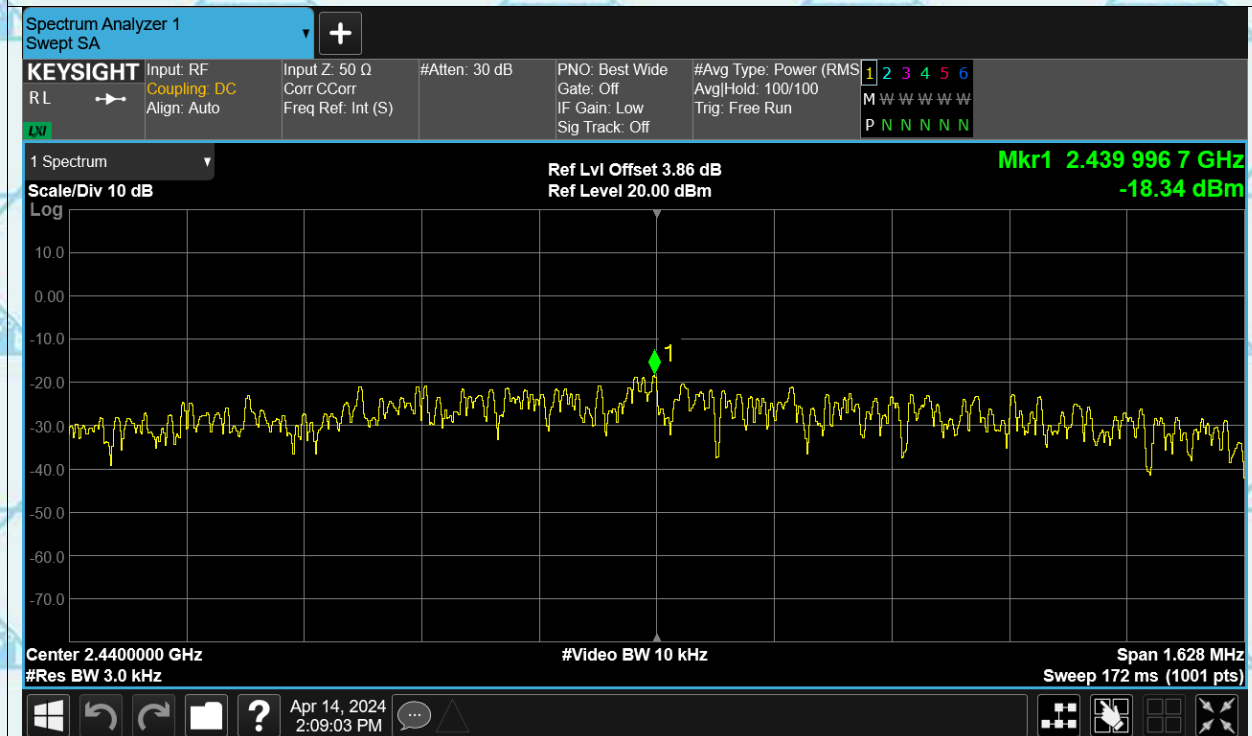 Spectrum Analyzer 1
Swept SA
+
KEYSIGHT
RL
LXI
Input: RF
Coupling: DC
Align: Auto
Input Z: 50 Ω
Corr CCorr
Freq Ref: Int (S)
#Atten: 30 dB
PNO: Best Wide
Gate: Off
IF Gain: Low
Sig Track: Off
#Avg Type: Power (RMS
Avg|Hold: 100/100
Trig: Free Run
1 2 3 4 5 6
M W W W W W
P N N N N N
1 Spectrum
Scale/Div 10 dB
Ref Lvl Offset 3.86 dB
Ref Level 20.00 dBm
Mkr1 2.439 996 7 GHz
-18.34 dBm
Log
10.0
0.00
-10.0
1
-20.0
-30.0
-40.0
-50.0
-60.0
-70.0
Center 2.4400000 GHz
#Video BW 10 kHz
Span 1.628 MHz
#Res BW 3.0 kHz
Sweep 172 ms (1001 pts)
?
Apr 14, 2024
2:09:03 PM